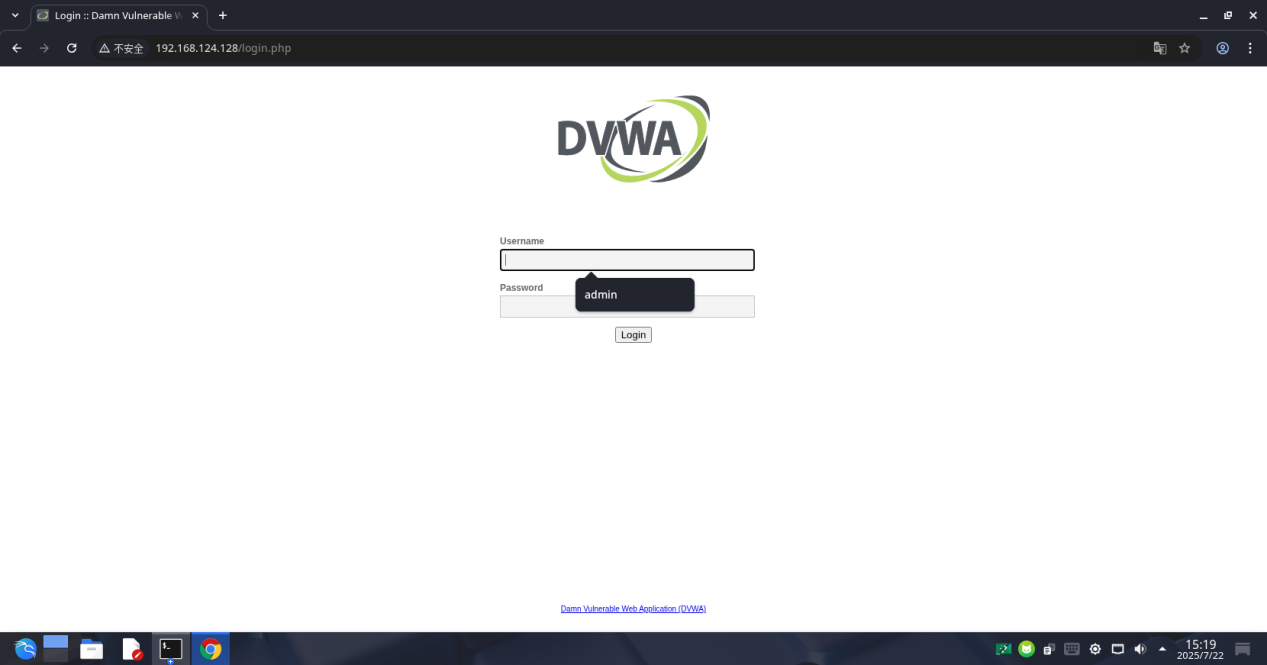 Login :: Damn Vulnerable W
不安全
192.168.124.128/login.php
DVWA
Username
admin
Password
Login
Damn Vulnerable Web Application (DVWA)
15:19
2025/7/22